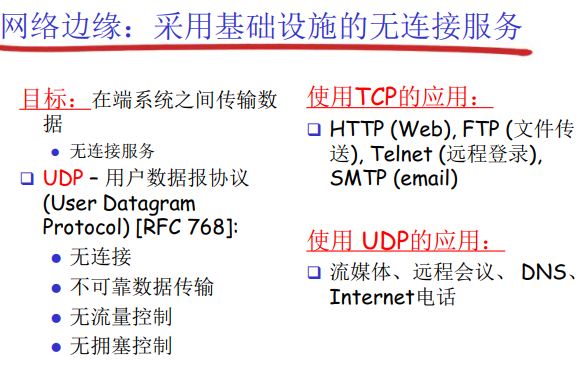 网络边缘：采用基础设施的无连接服务
目标：在端系统之间传输数
据
无连接服务
UDP – 用户数据报协议
(User Datagram
Protocol) [RFC 768]:
无连接
不可靠数据传输
无流量控制
无拥塞控制
使用TCP的应用：
HTTP (Web), FTP (文件传
送), Telnet (远程登录),
SMTP (email)
使用 UDP的应用：
流媒体、远程会议、 DNS、
Internet电话